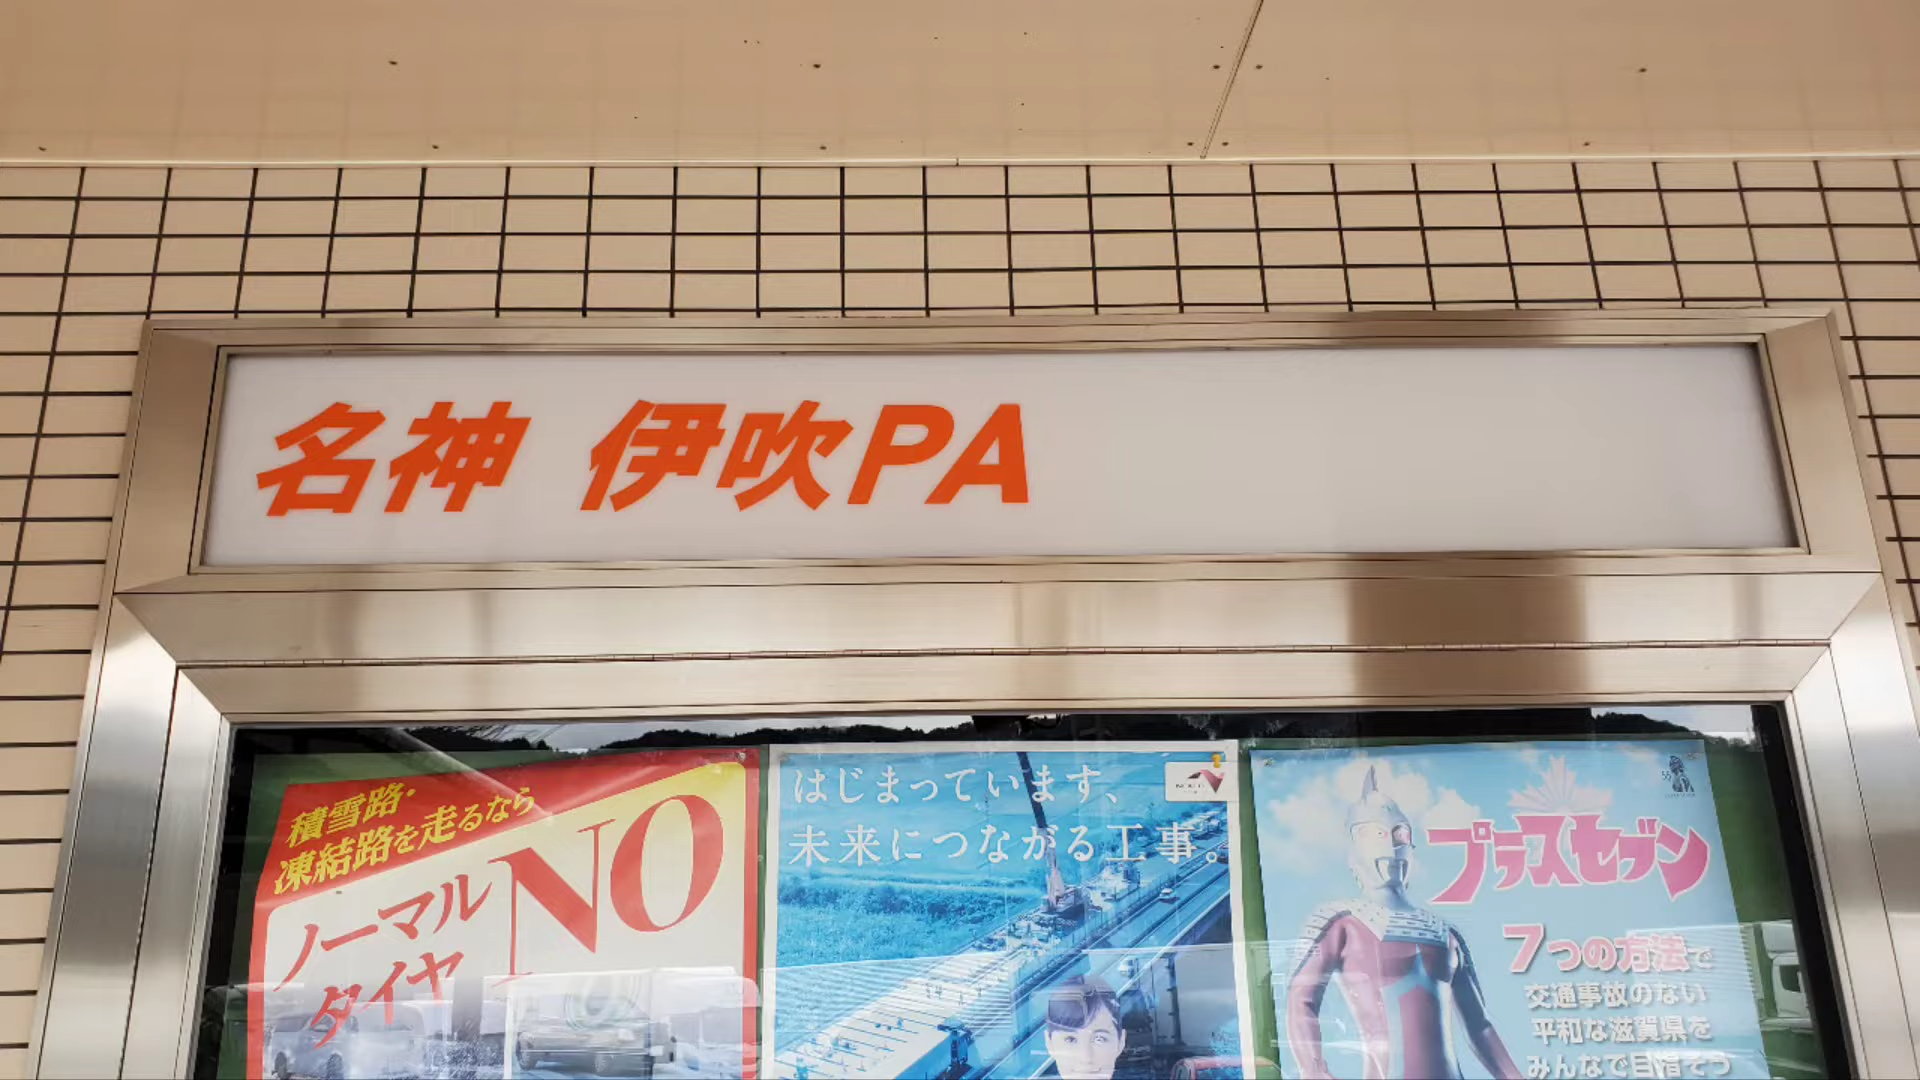 名神 伊吹PA
積雪路・
凍結路を走るなら
ノーマル
タイヤ
NO
はじまっています、
未来につながる工事。
プラスセブン
7つの方法で
交通事故のない
平和な滋賀県を
みんなで目指そう